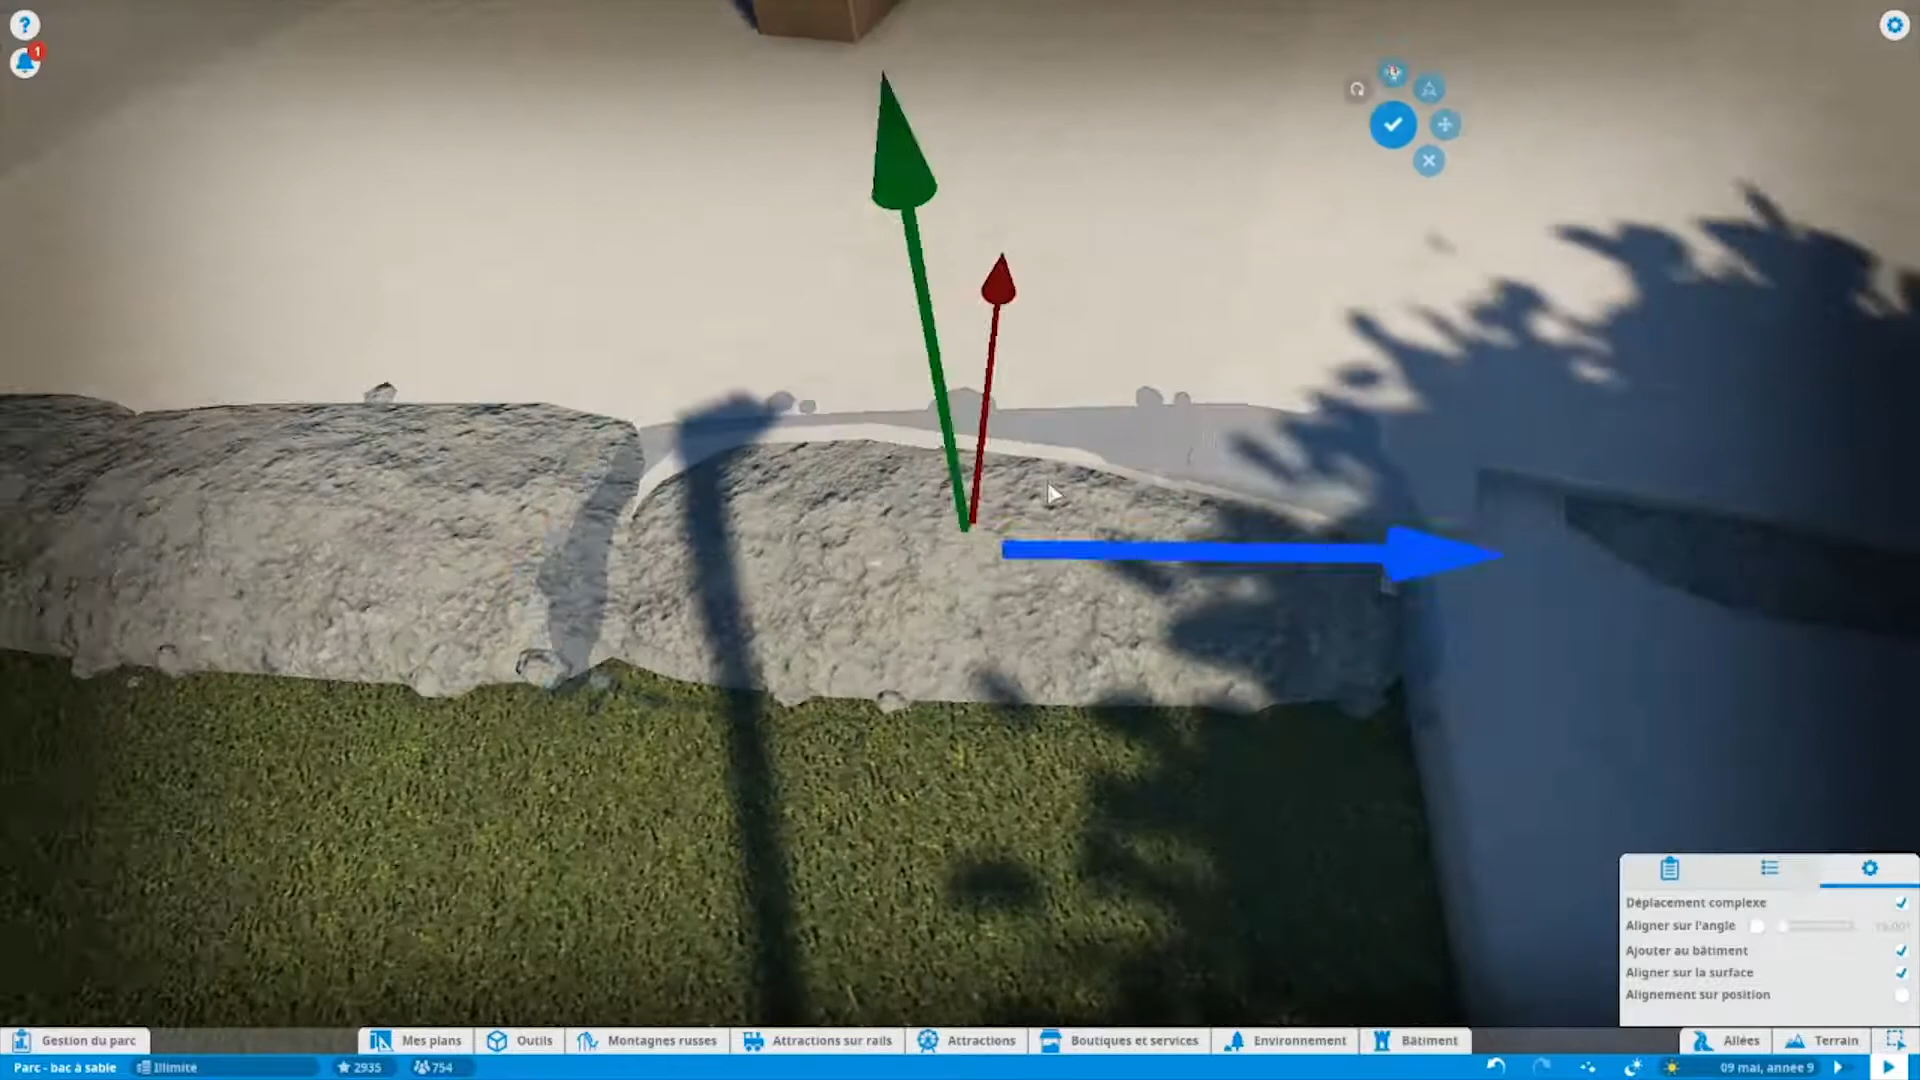 ?
1
Déplacement complexe
Aligner sur l'angle
Ajouter au bâtiment
Aligner sur la surface
Alignement sur position
Gestion du parc
Mes plans
Outils
Montagnes russes
Attractions sur rails
Attractions
Boutiques et services
Environnement
Bâtiment
Allées
Terrain
Parc - bac à sable
Illimité
2935
754
09 mai, année 9